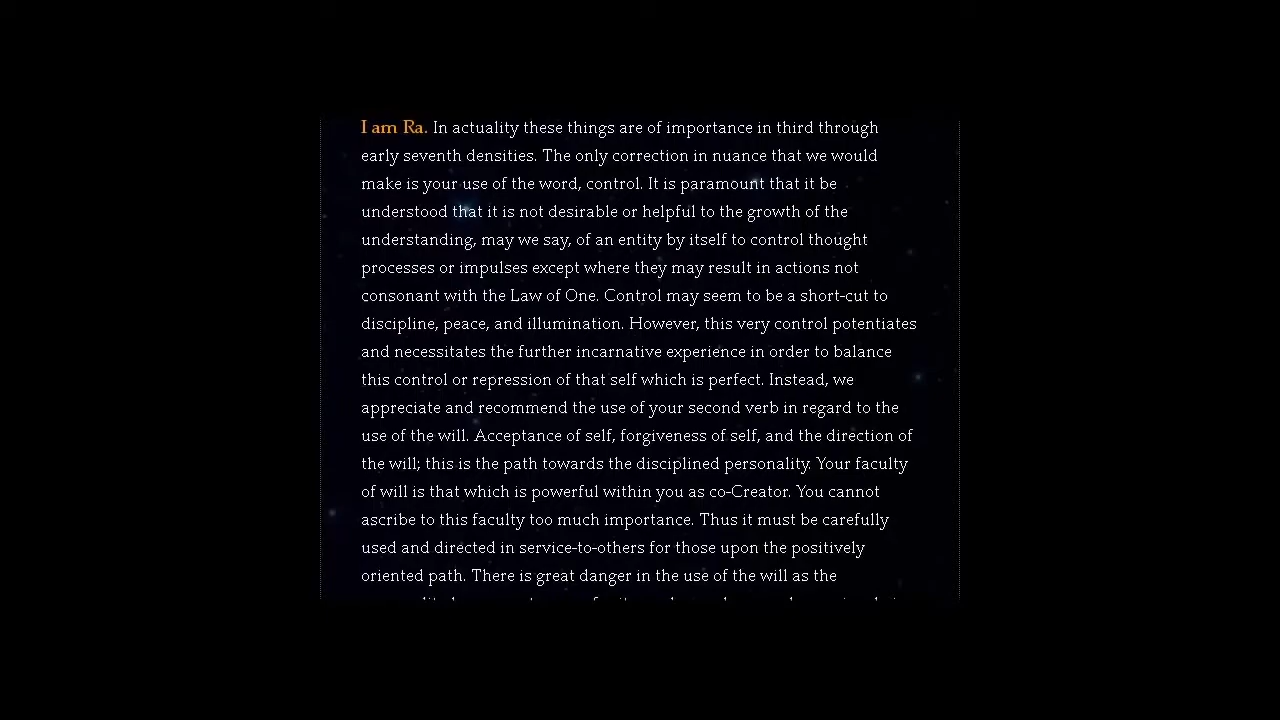 I am Ra. In actuality these things are of importance in third through
early seventh densities. The only correction in nuance that we would
make is your use of the word, control. It is paramount that it be
understood that it is not desirable or helpful to the growth of the
understanding, may we say, of an entity by itself to control thought
processes or impulses except where they may result in actions not
consonant with the Law of One. Control may seem to be a short-cut to
discipline, peace, and illumination. However, this very control potentiates
and necessitates the further incarnative experience in order to balance
this control or repression of that self which is perfect. Instead, we
appreciate and recommend the use of your second verb in regard to the
use of the will. Acceptance of self, forgiveness of self, and the direction of
the will; this is the path towards the disciplined personality. Your faculty
of will is that which is powerful within you as co-Creator. You cannot
ascribe to this faculty too much importance. Thus it must be carefully
used and directed in service-to-others for those upon the positively
oriented path. There is great danger in the use of the will as the